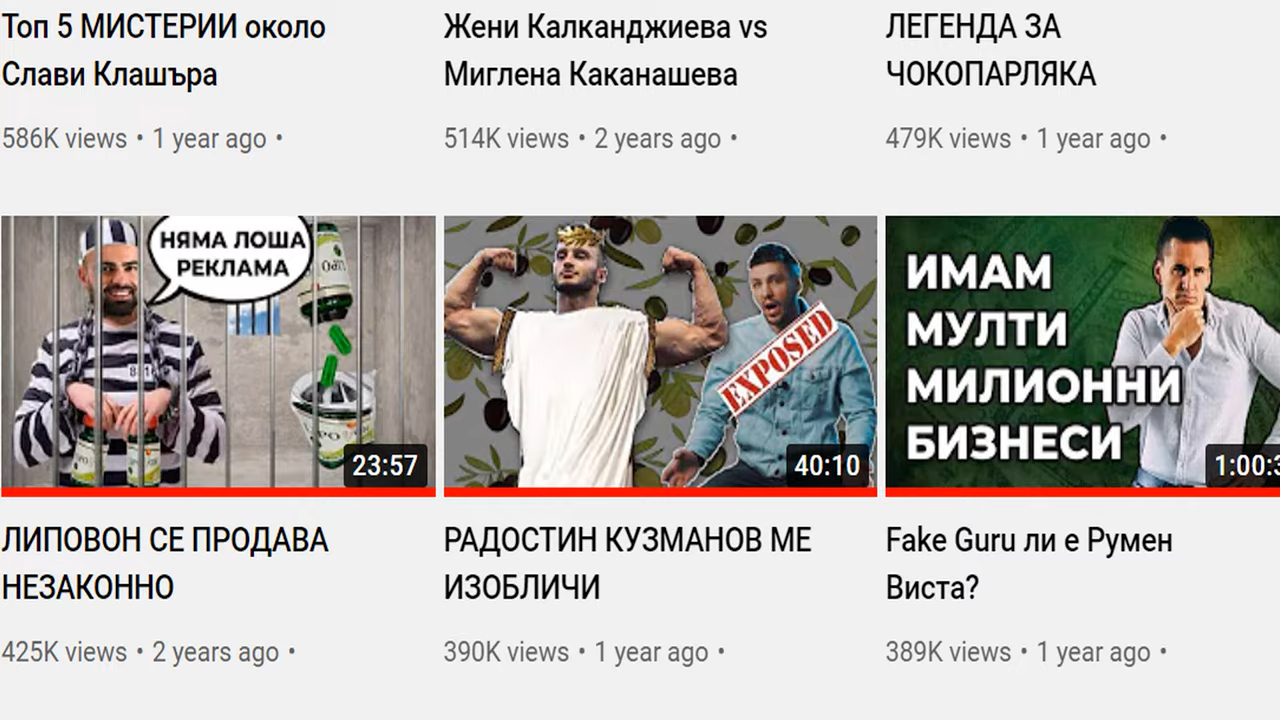 Топ 5 МИСТЕРИИ около
Слави Клашъра
586K views • 1 year ago •
Жени Калканджиева vs
Миглена Каканашева
514K views • 2 years ago •
ЛЕГЕНДА ЗА
ЧОКОПАРЛЯКА
479K views • 1 year ago •
НЯМА ЛОША
РЕКЛАМА
23:57
ЛИПОВОН СЕ ПРОДАВА
НЕЗАКОННО
425K views • 2 years ago •
EXPOSED
40:10
РАДОСТИН КУЗМАНОВ МЕ
ИЗОБЛИЧИ
390K views • 1 year ago •
ИМАМ
МУЛТИ
МИЛИОННИ
БИЗНЕСИ
Fake Guru ли е Румен
Виста?
389K views • 1 year ago •